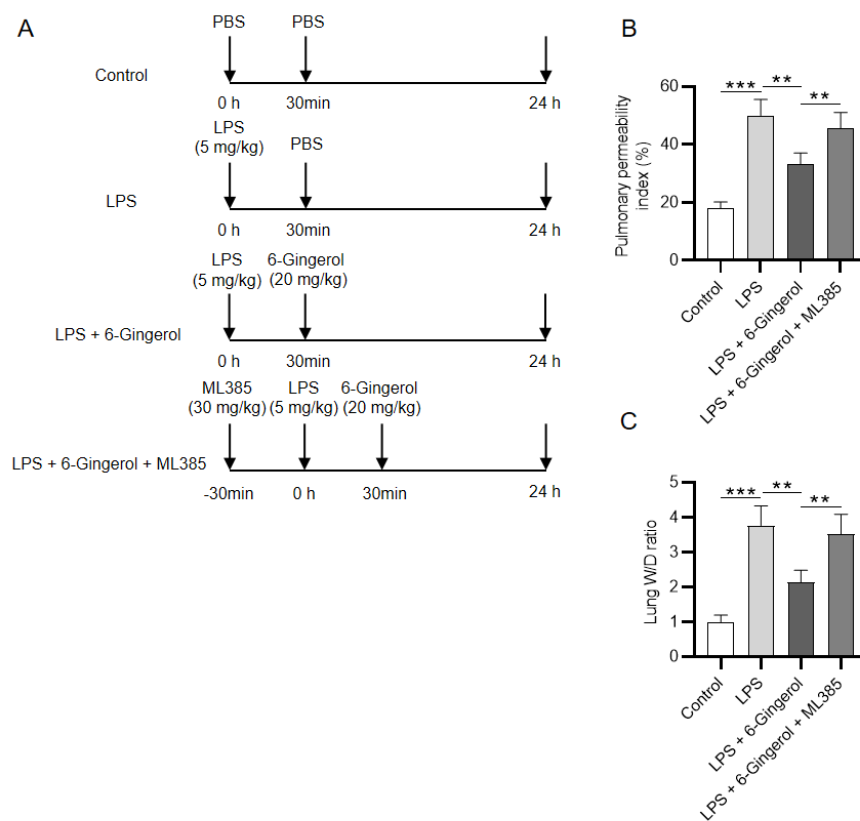 A
PBS PBS
Control
0 h 30min 24 h
LPS
(5 mg/kg) PBS
LPS
0 h 30min 24 h
LPS 6-Gingerol
(5 mg/kg) (20 mg/kg)
LPS + 6-Gingerol
0 h 30min 24 h
ML385 LPS 6-Gingerol
(30 mg/kg) (5 mg/kg) (20 mg/kg)
LPS + 6-Gingerol + ML385
-30min 0 h 30min 24 h
B
Pulmonary permeability
index (%)
60
40
20
0
*** ** **
Control
LPS
LPS + 6-Gingerol
LPS + 6-Gingerol + ML385
C
Lung W/D ratio
5
4
3
2
1
0
*** ** **
Control
LPS
LPS + 6-Gingerol
LPS + 6-Gingerol + ML385